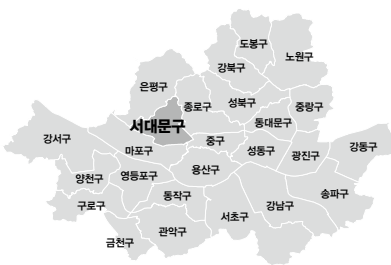 도봉구
노원구
강북구
은평구
성북구
종로구
중랑구
서대문구
동대문구
강서구
중구
마포구
성동구
강동구
광진구
용산구
양천구
영등포구
동작구
송파구
구로구
강남구
서초구
관악구
금천구